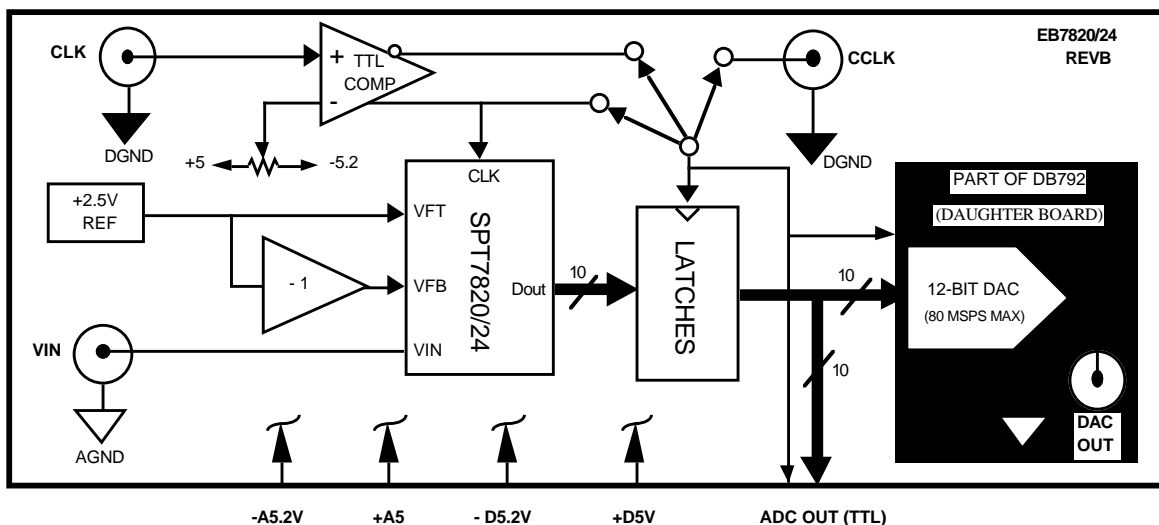 EB7820/24
REVB
CLK
+
TTL
COMP
-
CCLK
DGND
DGND
+5
-5.2
+2.5V
REF
CLK
VFT
- 1
VFB
SPT7820/24
Dout
10
LATCHES
10
10
VIN
VIN
AGND
PART OF DB792
(DAUGHTER BOARD)
12-BIT DAC
(80 MSPS MAX)
DAC
OUT
-A5.2V
+A5
- D5.2V
+D5V
ADC OUT (TTL)